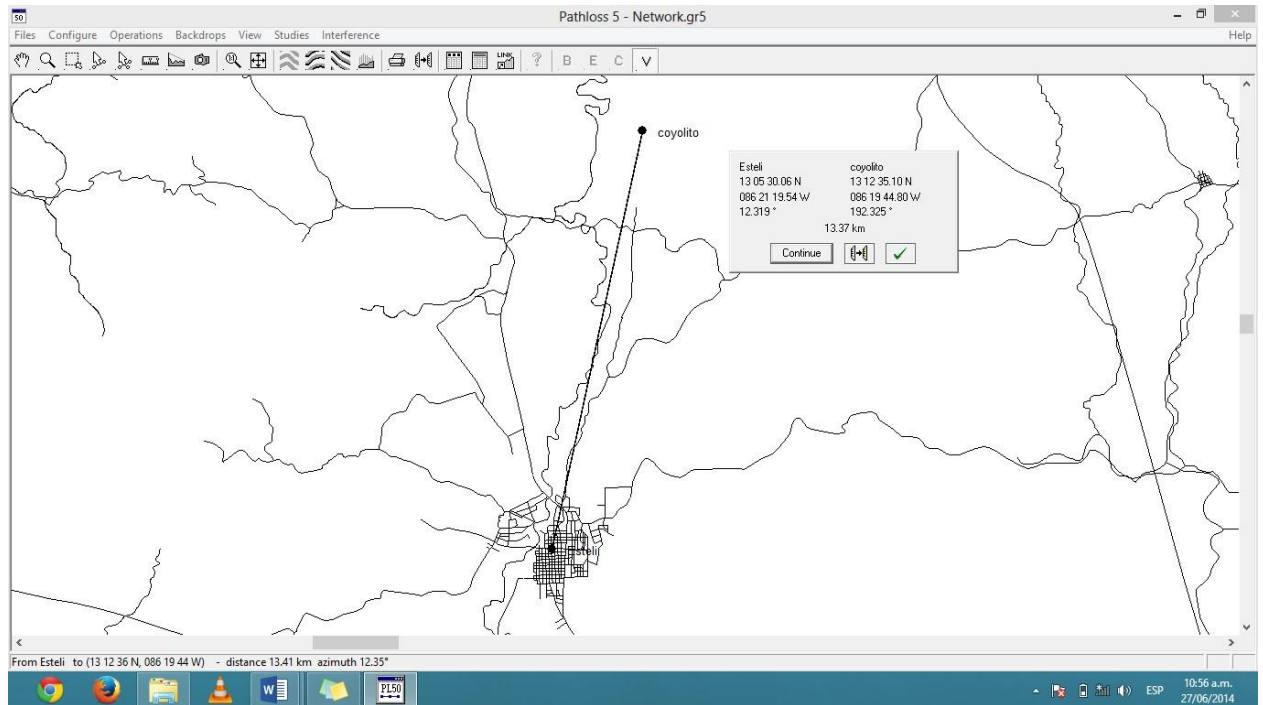 50
Pathloss 5 - Network.gr5
Files Configure Operations Backdrops View Studies Interference Help
LINK
? B E C V
coyolito
Esteli coyolito
13 05 30.06 N 13 12 35.10 N
086 21 19.54 W 086 19 44.80 W
12.319 ° 192.325 °
13.37 km
Continue
Esteli
From Esteli to (13 12 36 N, 086 19 44 W) - distance 13.41 km azimuth 12.35°
W
PL50
ESP
10:56 a.m.
27/06/2014